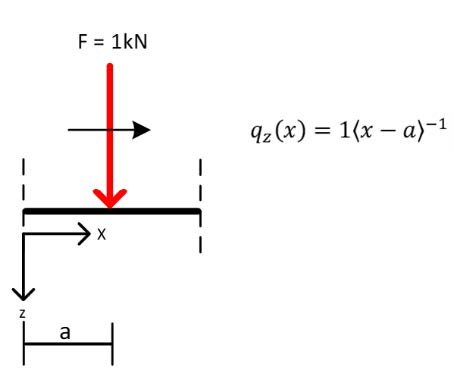 F = 1kN
q_z(x) = 1⟨x − a⟩^−1
x
z
a